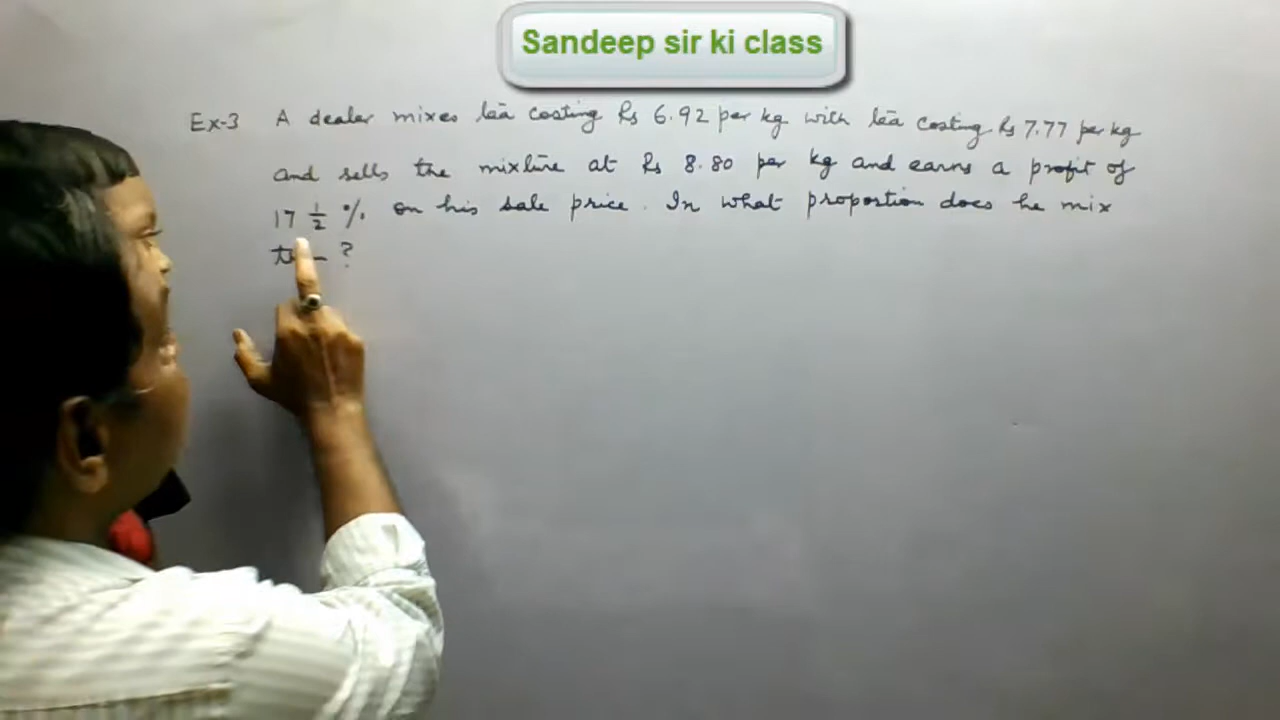 Sandeep sir ki class
Ex-3 A dealer mixes tea costing Rs 6.92 per kg with tea costing Rs 7.77 per kg
and sells the mixture at Rs 8.80 per kg and earns a profit of
17 1/2 % on his sale price. In what proportion does he mix
?